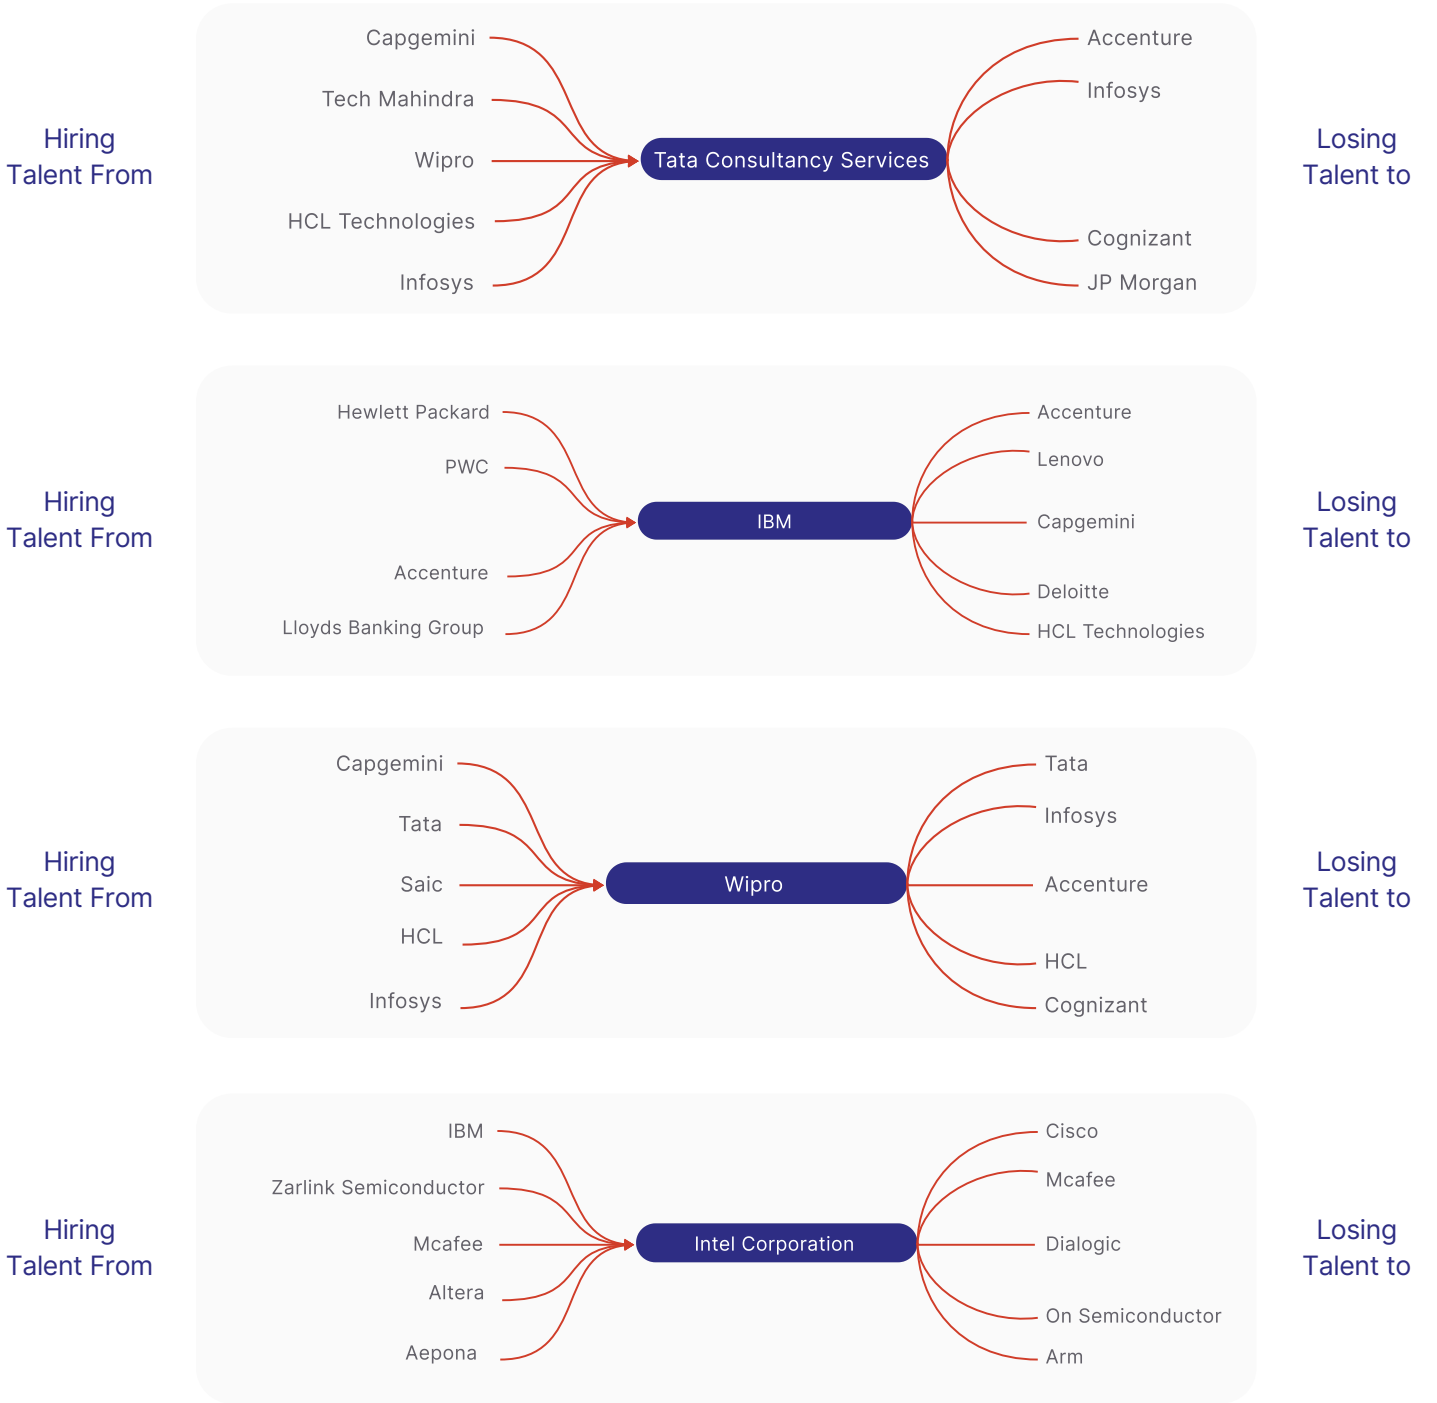 Hiring
Talent From
Capgemini
Tech Mahindra
Wipro
HCL Technologies
Infosys
Tata Consultancy Services
Accenture
Infosys
Cognizant
JP Morgan
Losing
Talent to
Hiring
Talent From
Hewlett Packard
PWC
Accenture
Lloyds Banking Group
IBM
Accenture
Lenovo
Capgemini
Deloitte
HCL Technologies
Losing
Talent to
Hiring
Talent From
Capgemini
Tata
Saic
HCL
Infosys
Wipro
Tata
Infosys
Accenture
HCL
Cognizant
Losing
Talent to
Hiring
Talent From
IBM
Zarlink Semiconductor
Mcafee
Altera
Aepona
Intel Corporation
Cisco
Mcafee
Dialogic
On Semiconductor
Arm
Losing
Talent to